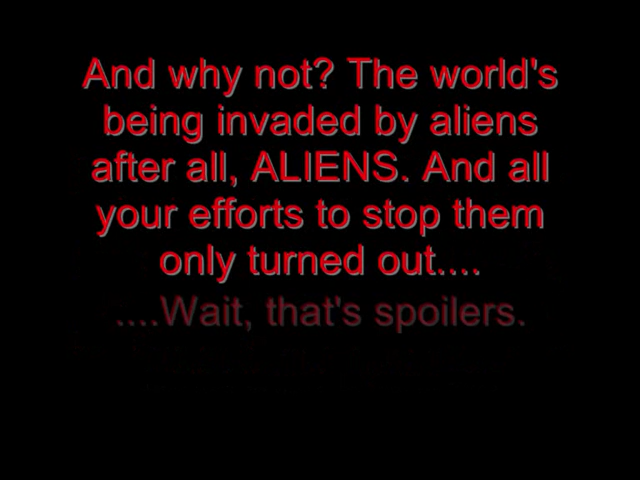 And why not? The world's
being invaded by aliens
after all, ALIENS. And all
your efforts to stop them
only turned out....
....Wait, that's spoilers.